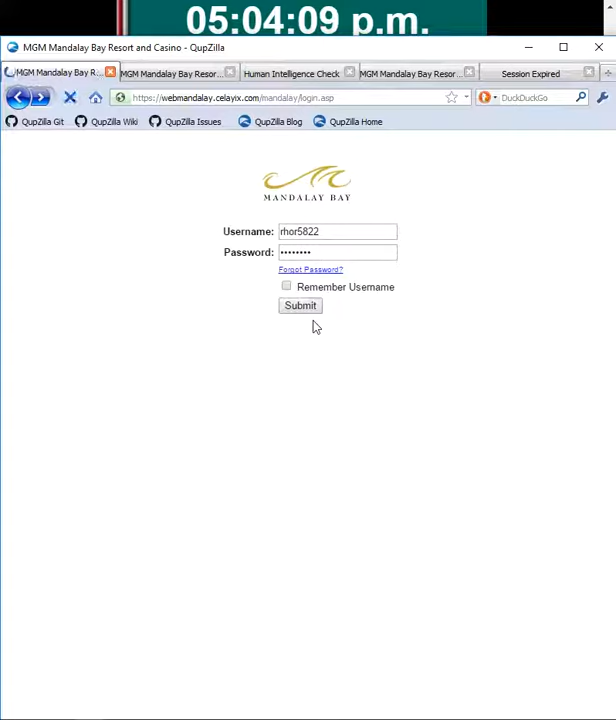 05:04:09 p.m.
MGM Mandalay Bay Resort and Casino - QupZilla
MGM Mandalay Bay R... MGM Mandalay Bay Resor... Human Intelligence Check MGM Mandalay Bay Resor... Session Expired
https://webmandalay.celayix.com/mandalay/login.asp DuckDuckGo
QupZilla Git QupZilla Wiki QupZilla Issues QupZilla Blog QupZilla Home
MANDALAY BAY
Username: rhor5822
Password: ••••••••
Forgot Password?
Remember Username
Submit